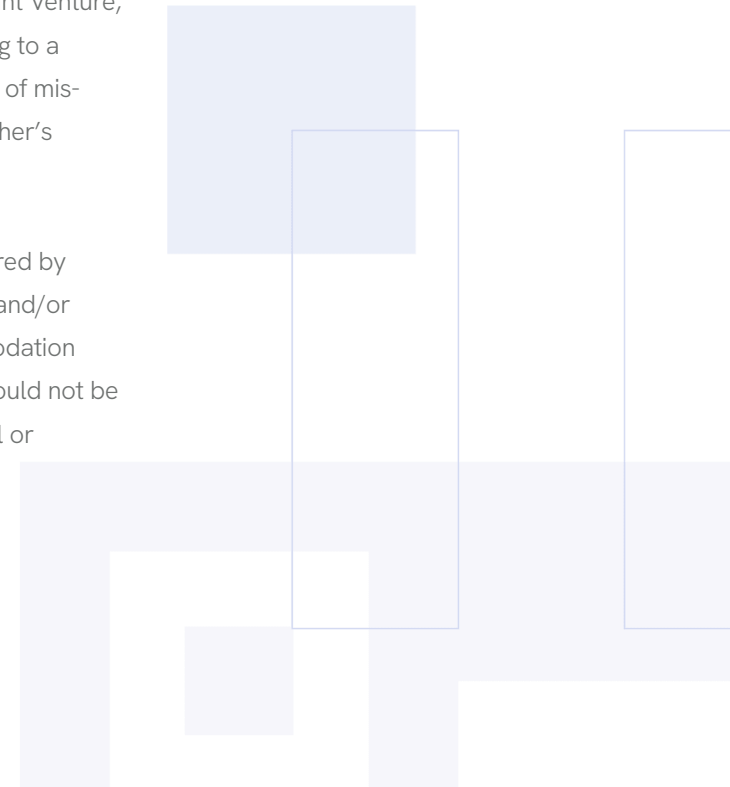 nt Venture,
g to a
of mis-
her's
red by
and/or
odation
ould not be
l or